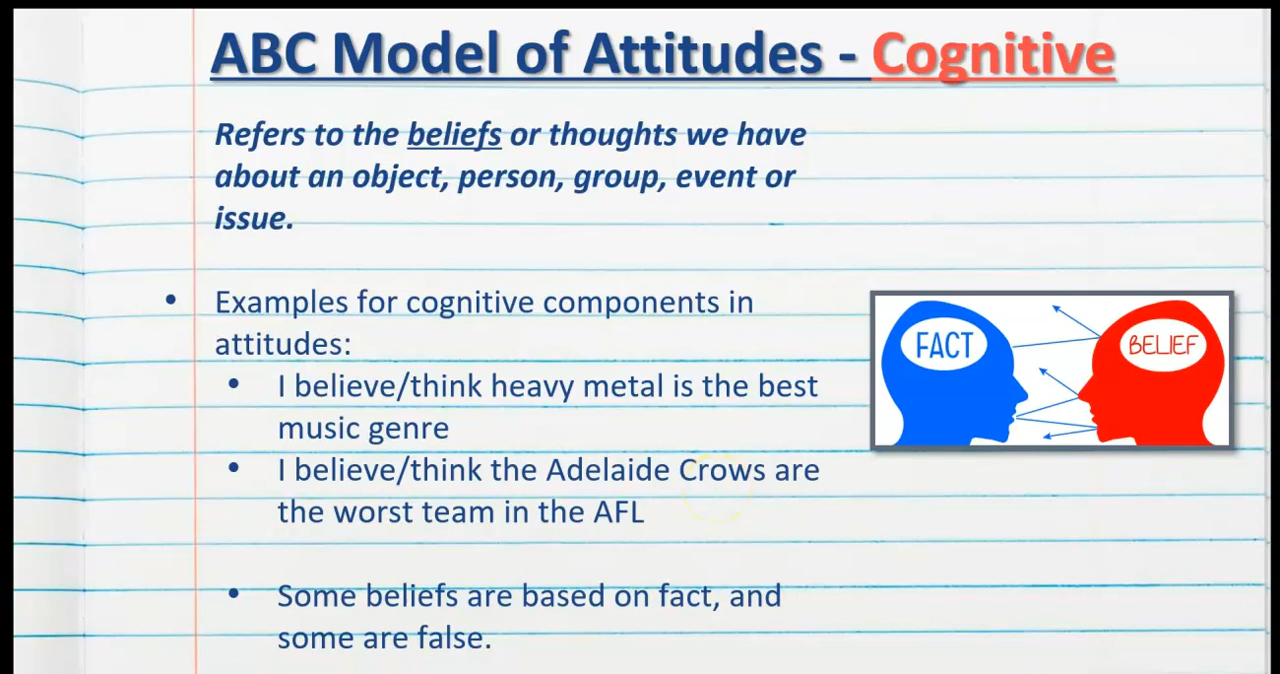 ABC Model of Attitudes - Cognitive
Refers to the beliefs or thoughts we have
about an object, person, group, event or
issue.
• Examples for cognitive components in
attitudes:
• I believe/think heavy metal is the best
music genre
• I believe/think the Adelaide Crows are
the worst team in the AFL
• Some beliefs are based on fact, and
some are false.
FACT
BELIEF